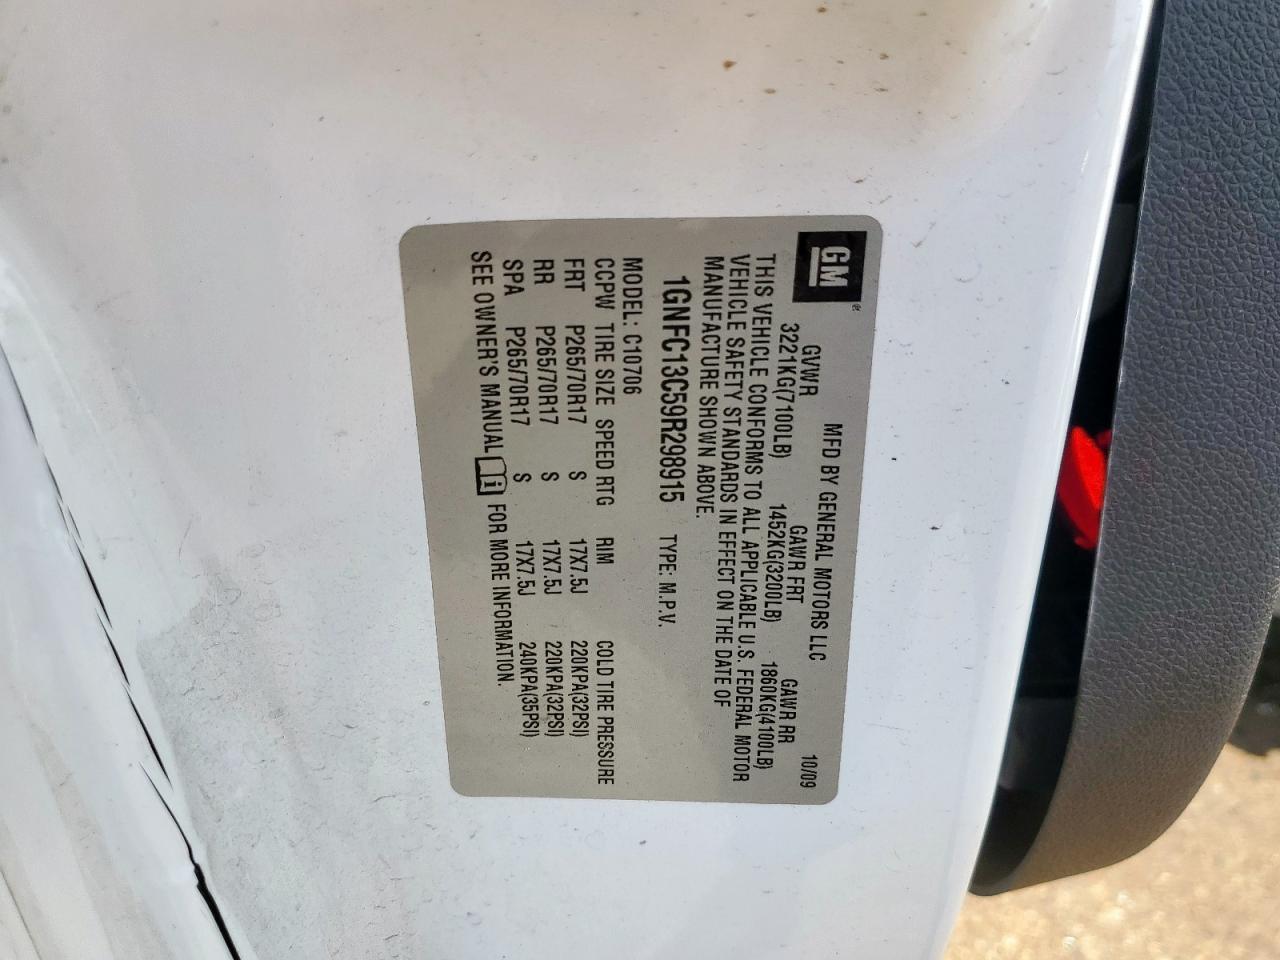 GM
MFD BY GENERAL MOTORS LLC 10/09
GVWR GAWR FRT GAWR RR
3221KG(7100LB) 1452KG(3200LB) 1860KG(4100LB)
THIS VEHICLE CONFORMS TO ALL APPLICABLE U.S. FEDERAL MOTOR
VEHICLE SAFETY STANDARDS IN EFFECT ON THE DATE OF
MANUFACTURE SHOWN ABOVE.
1GNFC13C59R298915 TYPE: M.P.V.
MODEL: C10706
CCPW TIRE SIZE SPEED RTG RIM COLD TIRE PRESSURE
FRT P265/70R17 S 17X7.5J 220KPA(32PSI)
RR P265/70R17 S 17X7.5J 220KPA(32PSI)
SPA P265/70R17 S 17X7.5J 240KPA(35PSI)
SEE OWNER'S MANUAL FOR MORE INFORMATION.